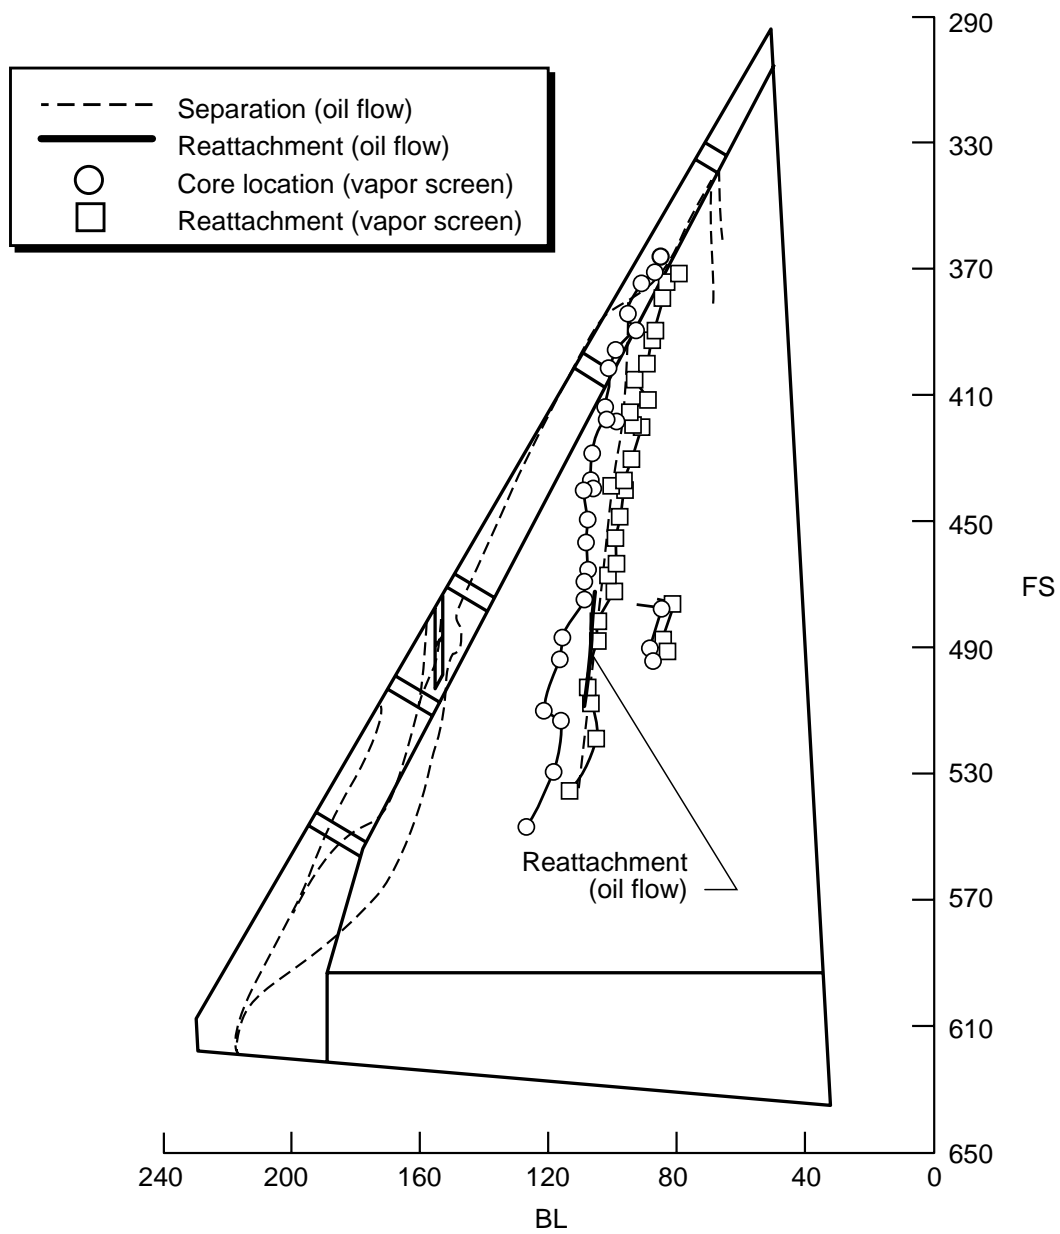 Separation (oil flow)
Reattachment (oil flow)
Core location (vapor screen)
Reattachment (vapor screen)
290
330
370
410
450
FS
490
530
Reattachment
(oil flow)
570
610
650
240 200 160 120 80 40 0
BL